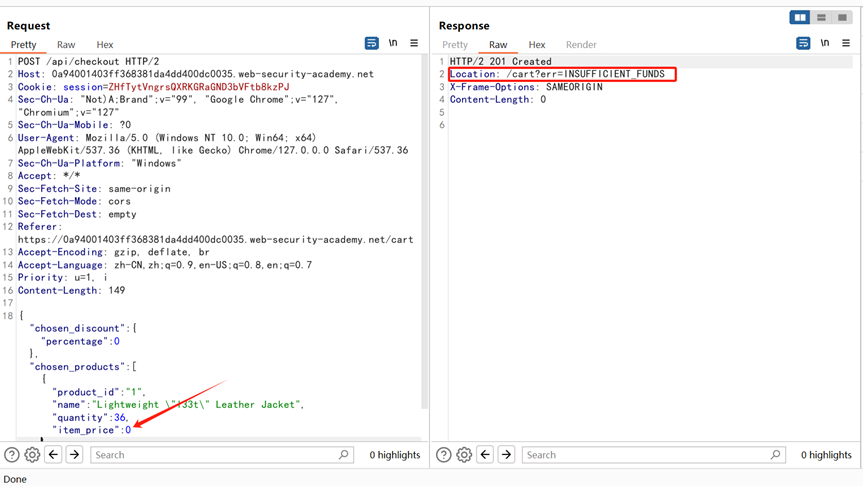 Request
Pretty Raw Hex
\n
1 POST /api/checkout HTTP/2
2 Host: 0a94001403ff368381da4dd400dc0035.web-security-academy.net
3 Cookie: session=ZHfTytVngrsQXRKGRaGND3bVFtb8kzPJ
4 Sec-Ch-Ua: "Not)A;Brand";v="99", "Google Chrome";v="127",
"Chromium";v="127"
5 Sec-Ch-Ua-Mobile: ?0
6 User-Agent: Mozilla/5.0 (Windows NT 10.0; Win64; x64)
AppleWebKit/537.36 (KHTML, like Gecko) Chrome/127.0.0.0 Safari/537.36
7 Sec-Ch-Ua-Platform: "Windows"
8 Accept: */*
9 Sec-Fetch-Site: same-origin
10 Sec-Fetch-Mode: cors
11 Sec-Fetch-Dest: empty
12 Referer:
https://0a94001403ff368381da4dd400dc0035.web-security-academy.net/cart
13 Accept-Encoding: gzip, deflate, br
14 Accept-Language: zh-CN,zh;q=0.9,en-US;q=0.8,en;q=0.7
15 Priority: u=1, i
16 Content-Length: 149
17
18 {
"chosen_discount":{
"percentage":0
},
"chosen_products":[
{
"product_id":"1",
"name":"Lightweight \"l33t\" Leather Jacket",
"quantity":36,
"item_price":0
Search
0 highlights
Response
Pretty Raw Hex Render
\n
1 HTTP/2 201 Created
2 Location: /cart?err=INSUFFICIENT_FUNDS
3 X-Frame-Options: SAMEORIGIN
4 Content-Length: 0
5
6
Search
0 highlights
Done